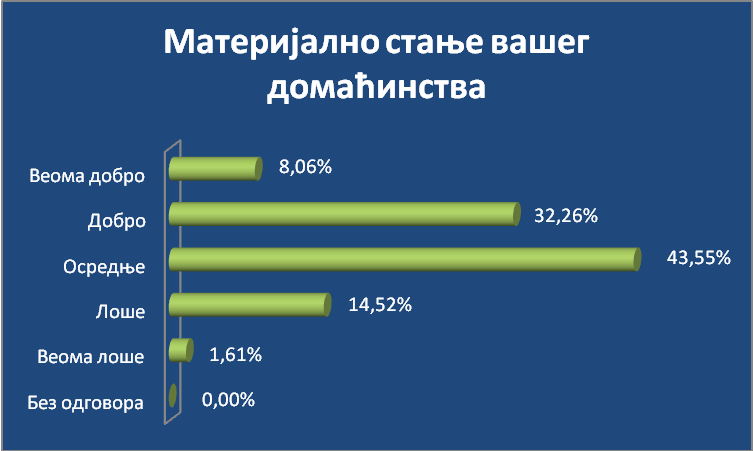 Материјално стање вашег
домаћинства
Веома добро 8,06%
Добро 32,26%
Осредње 43,55%
Лоше 14,52%
Веома лоше 1,61%
Без одговора 0,00%